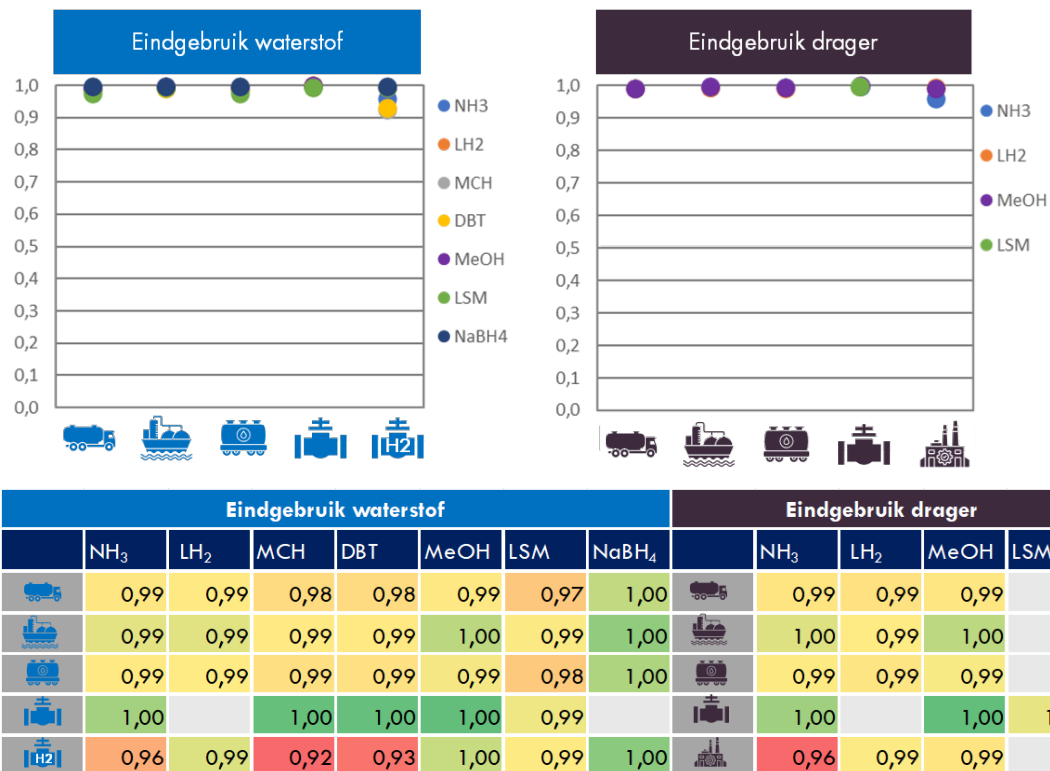 Eindgebruik waterstof
1,0
0,9
0,8
0,7
0,6
0,5
0,4
0,3
0,2
0,1
0,0
NH3
LH2
MCH
DBT
MeOH
LSM
NaBH4
H2
Eindgebruik drager
1,0
0,9
0,8
0,7
0,6
0,5
0,4
0,3
0,2
0,1
0,0
NH3
LH2
MeOH
LSM
Eindgebruik waterstof Eindgebruik drager
NH₃ LH₂ MCH DBT MeOH LSM NaBH₄ NH₃ LH₂ MeOH LSM
0,99 0,99 0,98 0,98 0,99 0,97 1,00 0,99 0,99 0,99
0,99 0,99 0,99 0,99 1,00 0,99 1,00 1,00 0,99 1,00
0,99 0,99 0,99 0,99 0,99 0,98 1,00 0,99 0,99 0,99
1,00 1,00 1,00 1,00 0,99 1,00 1,00
H2 0,96 0,99 0,92 0,93 1,00 0,99 1,00 0,96 0,99 0,99